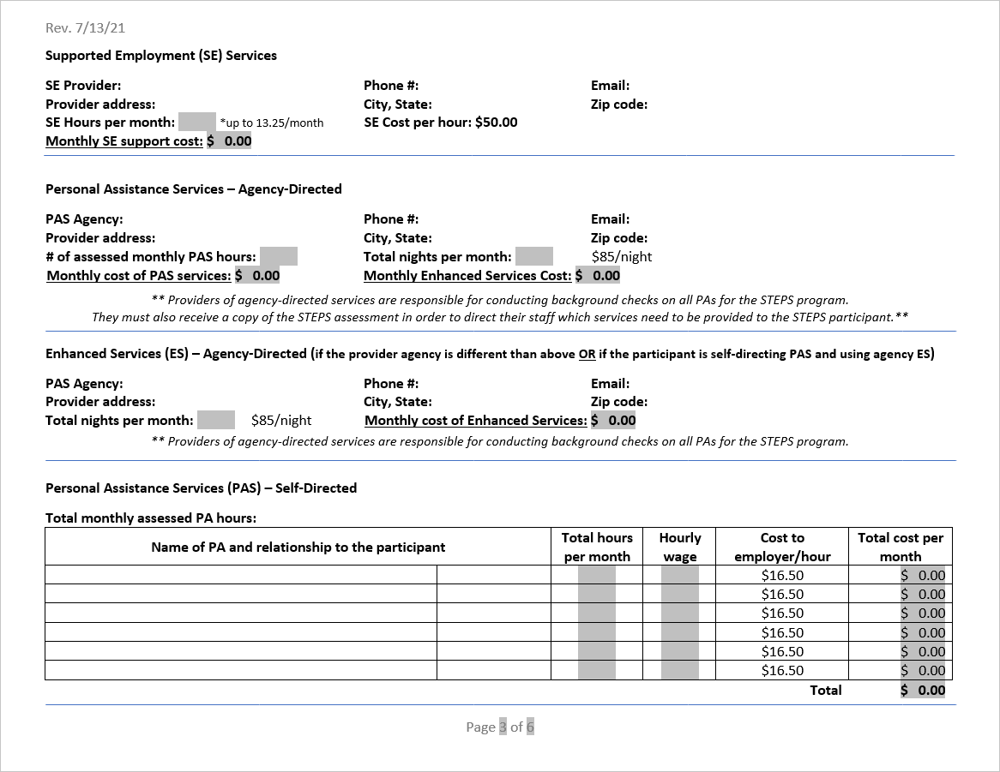 Rev. 7/13/21
Supported Employment (SE) Services
SE Provider: Phone #: Email:
Provider address: City, State: Zip code:
SE Hours per month: *up to 13.25/month SE Cost per hour: $50.00
Monthly SE support cost: $ 0.00
Personal Assistance Services – Agency-Directed
PAS Agency: Phone #: Email:
Provider address: City, State: Zip code:
# of assessed monthly PAS hours: Total nights per month: $85/night
Monthly cost of PAS services: $ 0.00 Monthly Enhanced Services Cost: $ 0.00
** Providers of agency-directed services are responsible for conducting background checks on all PAs for the STEPS program.
They must also receive a copy of the STEPS assessment in order to direct their staff which services need to be provided to the STEPS participant.**
Enhanced Services (ES) – Agency-Directed (if the provider agency is different than above OR if the participant is self-directing PAS and using agency ES)
PAS Agency: Phone #: Email:
Provider address: City, State: Zip code:
Total nights per month: $85/night Monthly cost of Enhanced Services: $ 0.00
** Providers of agency-directed services are responsible for conducting background checks on all PAs for the STEPS program.
Personal Assistance Services (PAS) – Self-Directed
Total monthly assessed PA hours:
Name of PA and relationship to the participant Total hours per month Hourly wage Cost to employer/hour Total cost per month
$16.50 $ 0.00
$16.50 $ 0.00
$16.50 $ 0.00
$16.50 $ 0.00
$16.50 $ 0.00
$16.50 $ 0.00
Total $ 0.00
Page 3 of 6